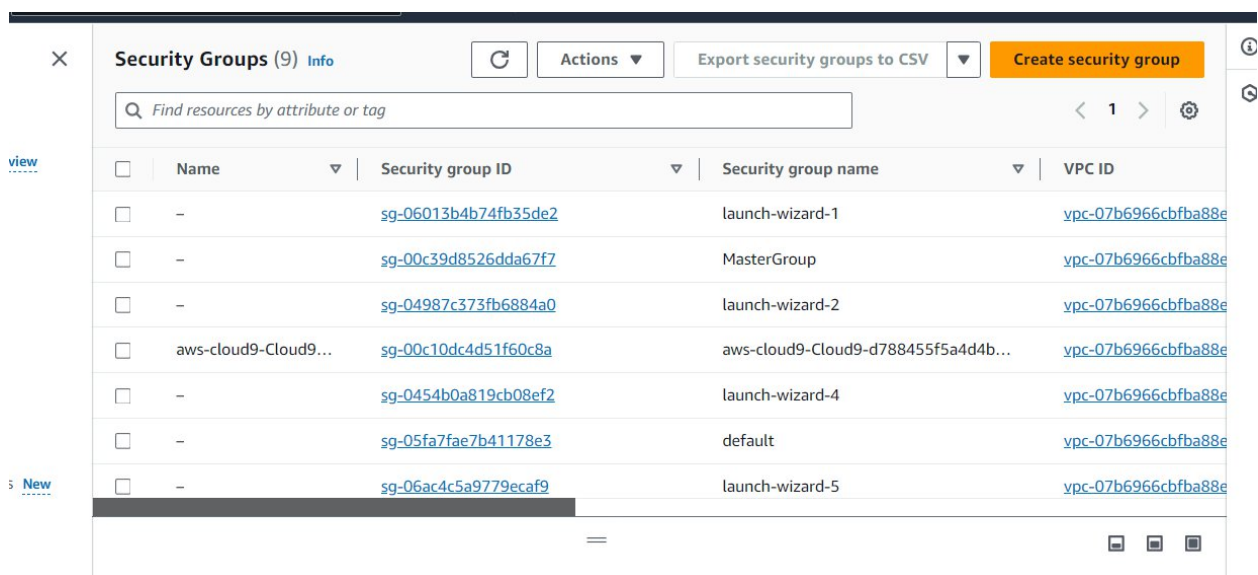 Security Groups (9) Info
Actions
Export security groups to CSV
Create security group
Find resources by attribute or tag
1
view
Name Security group ID Security group name VPC ID
– sg-06013b4b74fb35de2 launch-wizard-1 vpc-07b6966cbfba88e
– sg-00c39d8526dda67f7 MasterGroup vpc-07b6966cbfba88e
– sg-04987c373fb6884a0 launch-wizard-2 vpc-07b6966cbfba88e
aws-cloud9-Cloud9... sg-00c10dc4d51f60c8a aws-cloud9-Cloud9-d788455f5a4d4b... vpc-07b6966cbfba88e
– sg-0454b0a819cb08ef2 launch-wizard-4 vpc-07b6966cbfba88e
– sg-05fa7fae7b41178e3 default vpc-07b6966cbfba88e
s New
– sg-06ac4c5a9779ecaf9 launch-wizard-5 vpc-07b6966cbfba88e